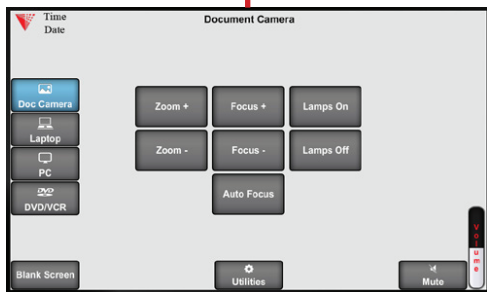 Time
Date
Document Camera
Doc Camera
Laptop
PC
DVD
DVD/VCR
Zoom +
Focus +
Lamps On
Zoom -
Focus -
Lamps Off
Auto Focus
Volume
Blank Screen
Utilities
Mute